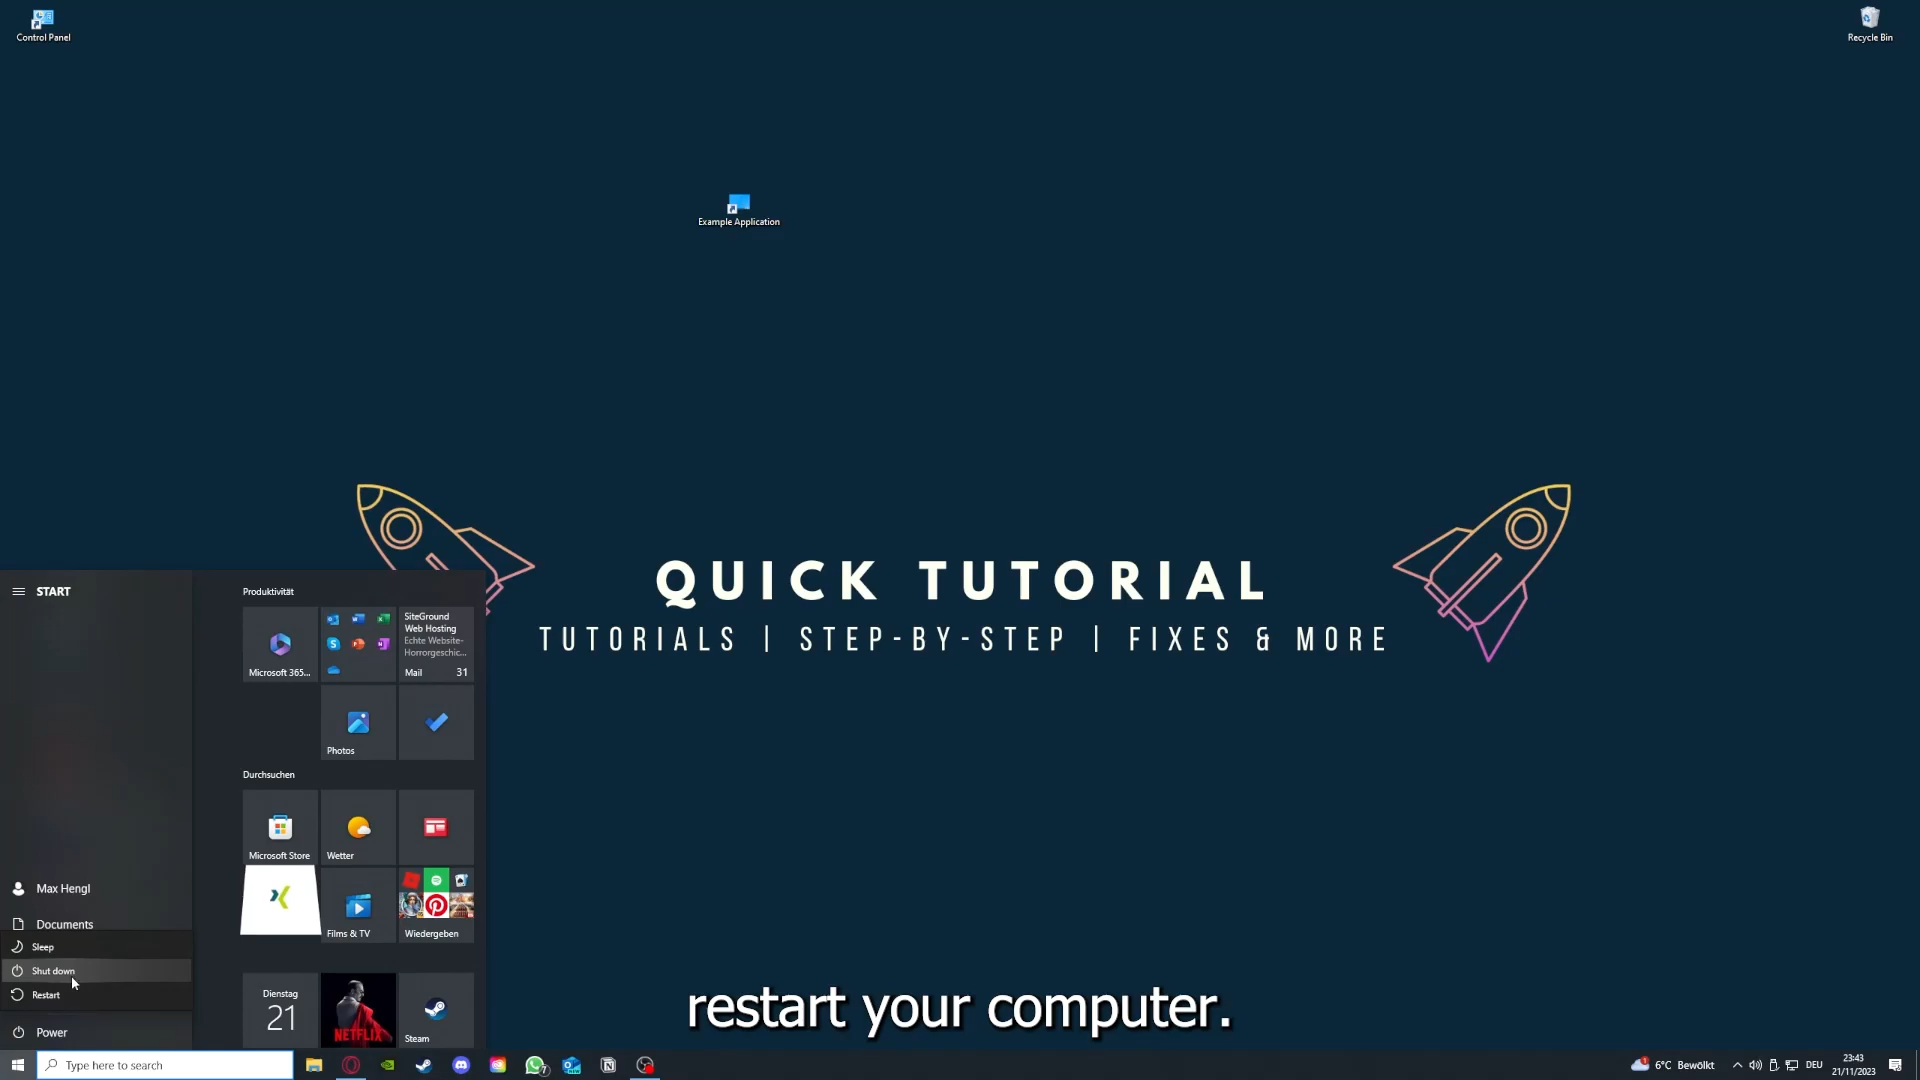 Control Panel
Recycle Bin
Example Application
QUICK TUTORIAL
TUTORIALS | STEP-BY-STEP | FIXES & MORE
START
Produktivität
SiteGround
Web Hosting
Echte Website-
Horrorgeschic...
Microsoft 365...
Mail 31
Photos
Durchsuchen
Microsoft Store
Wetter
Max Hengl
Documents
Films & TV
Wiedergeben
Sleep
Shut down
Restart
Dienstag
21
NETFLIX
Steam
Power
restart your computer.
Type here to search
7
1
6°C Bewölkt
DEU
23:43
21/11/2023